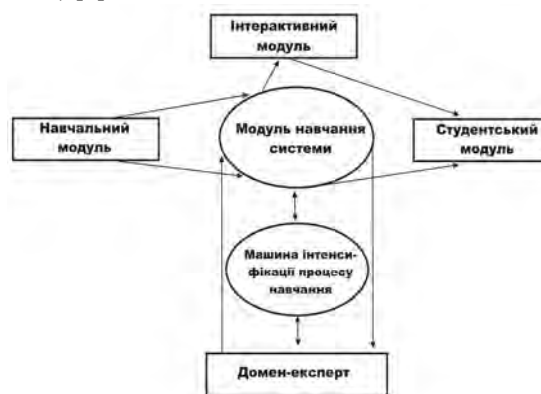 Інтерактивний
модуль
Навчальний
модуль
Модуль навчання
системи
Студентський
модуль
Машина інтенси-
фікації процесу
навчання
Домен-експерт